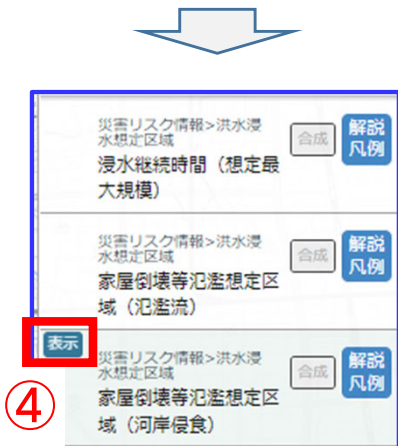 災害リスク情報>洪水浸
水想定区域
浸水継続時間（想定最
大規模）
合成
解説
凡例
災害リスク情報>洪水浸
水想定区域
家屋倒壊等氾濫想定区
域（氾濫流）
合成
解説
凡例
表示
④
災害リスク情報>洪水浸
水想定区域
家屋倒壊等氾濫想定区
域（河岸侵食）
合成
解説
凡例